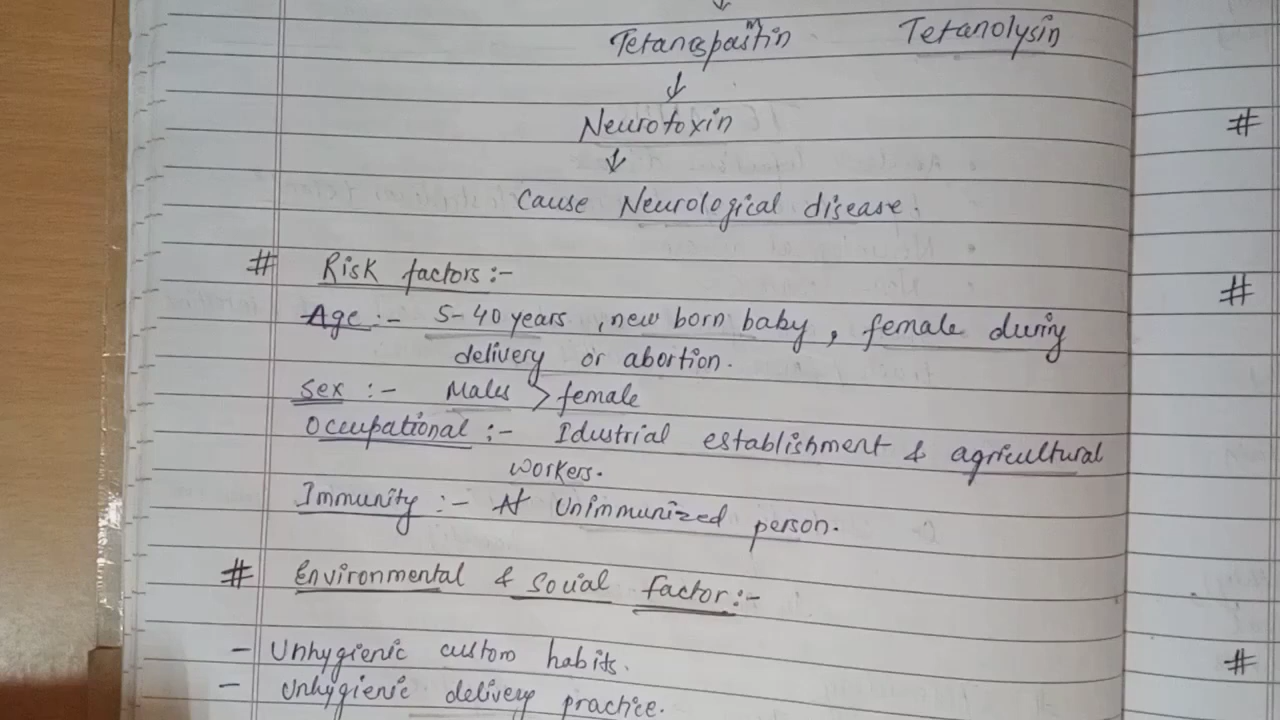 ↓
Tetanospasmin Tetanolysin
↓
Neurotoxin
↓
Cause Neurological disease.
# Risk factors :-
Age :- 5-40 years , new born baby , female during
delivery or abortion.
Sex :- Males > female
Occupational :- Idustrial establishment & agricultural
workers.
Immunity :- Unimmunized person.
# Environmental & Social Factor :-
- Unhygienic custom habits.
- Unhygienic delivery practice.
#
#
#